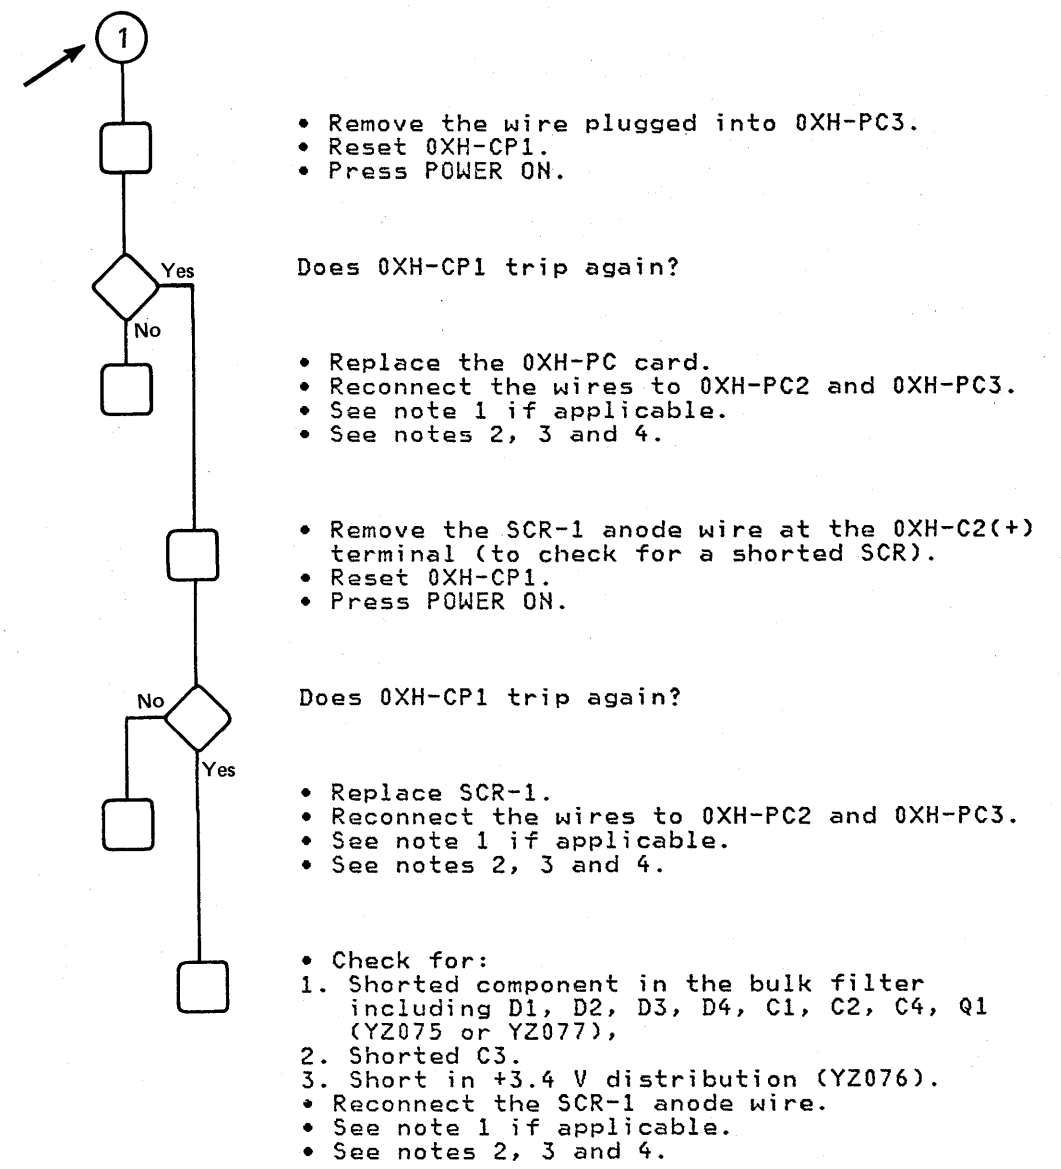 1
• Remove the wire plugged into 0XH-PC3.
• Reset 0XH-CP1.
• Press POWER ON.
Yes
Does 0XH-CP1 trip again?
No
• Replace the 0XH-PC card.
• Reconnect the wires to 0XH-PC2 and 0XH-PC3.
• See note 1 if applicable.
• See notes 2, 3 and 4.
• Remove the SCR-1 anode wire at the 0XH-C2(+)
terminal (to check for a shorted SCR).
• Reset 0XH-CP1.
• Press POWER ON.
No
Does 0XH-CP1 trip again?
Yes
• Replace SCR-1.
• Reconnect the wires to 0XH-PC2 and 0XH-PC3.
• See note 1 if applicable.
• See notes 2, 3 and 4.
• Check for:
1. Shorted component in the bulk filter
including D1, D2, D3, D4, C1, C2, C4, Q1
(YZ075 or YZ077),
2. Shorted C3.
3. Short in +3.4 V distribution (YZ076).
• Reconnect the SCR-1 anode wire.
• See note 1 if applicable.
• See notes 2, 3 and 4.